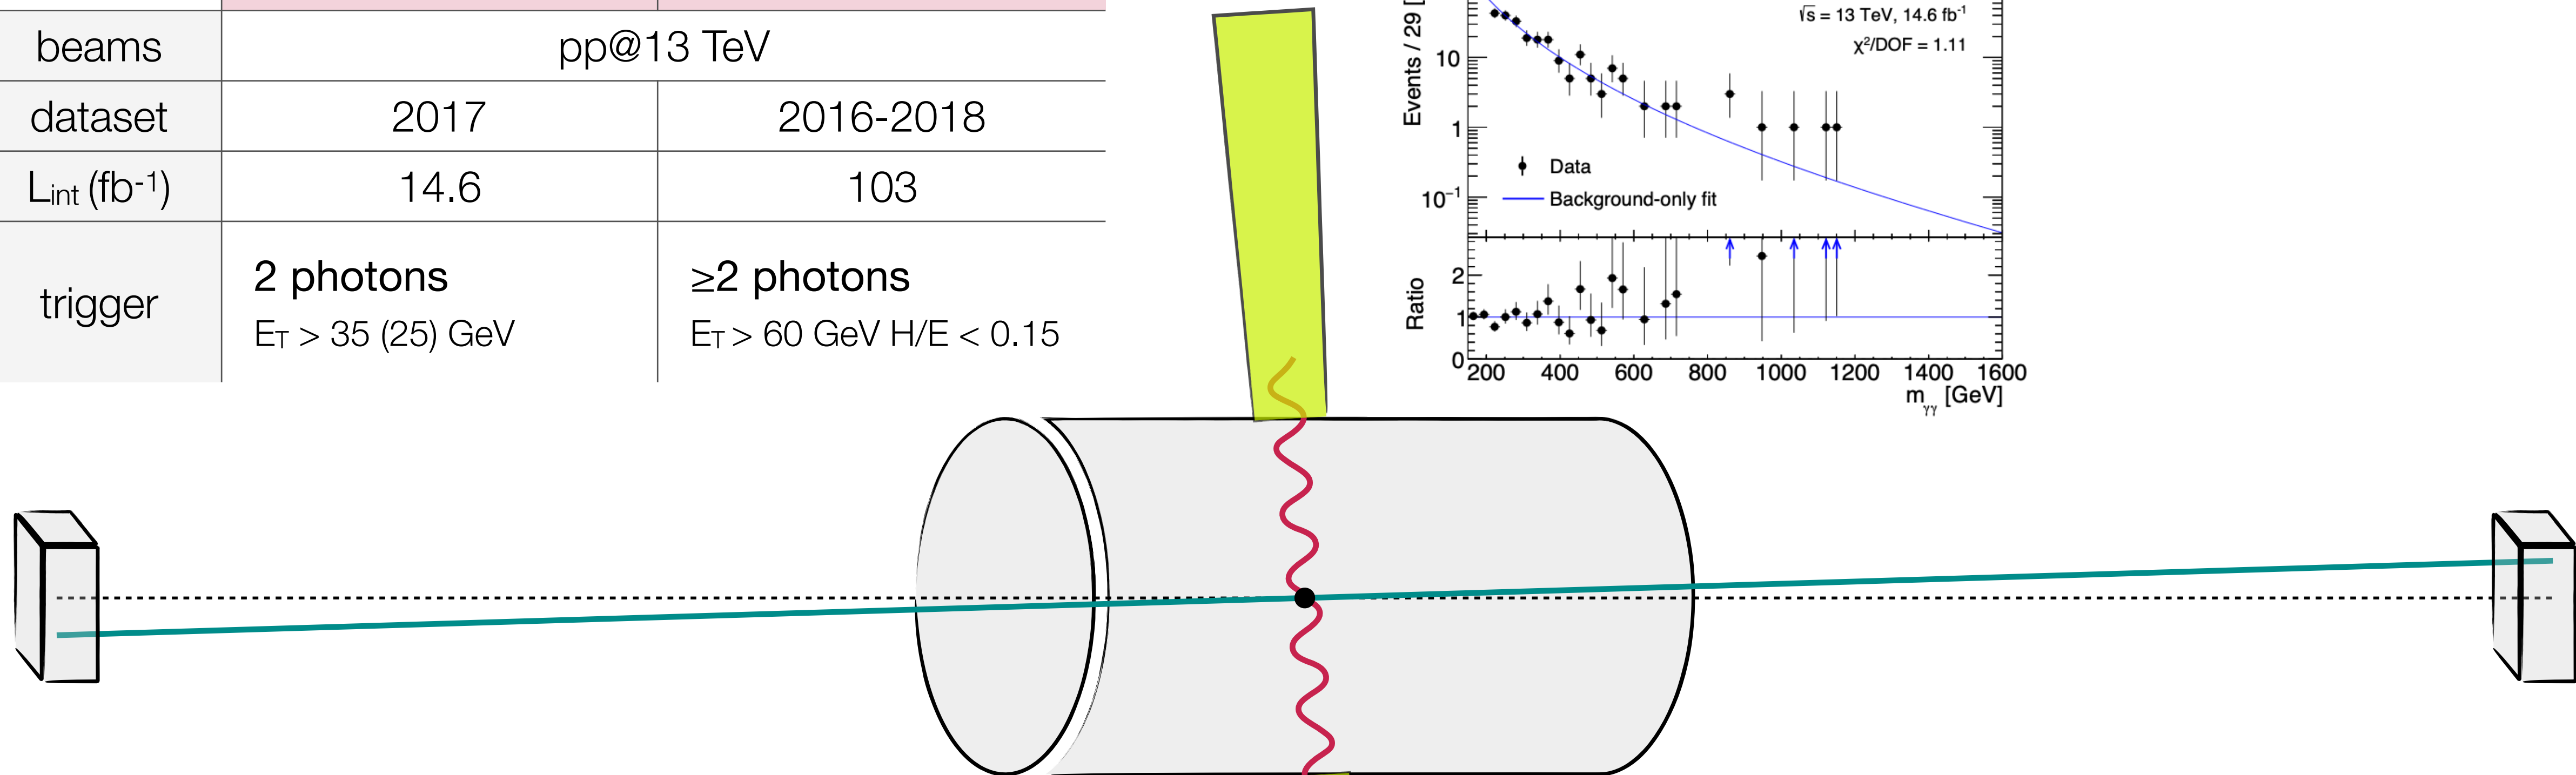 beams pp@13 TeV
dataset 2017 2016-2018
Lint (fb-1) 14.6 103
trigger
2 photons
ET > 35 (25) GeV
≥2 photons
ET > 60 GeV H/E < 0.15
√s = 13 TeV, 14.6 fb-1
χ2/DOF = 1.11
Events / 29 [
10
1
10−1
Data
Background-only fit
Ratio
2
1
0
200 400 600 800 1000 1200 1400 1600
mγγ [GeV]